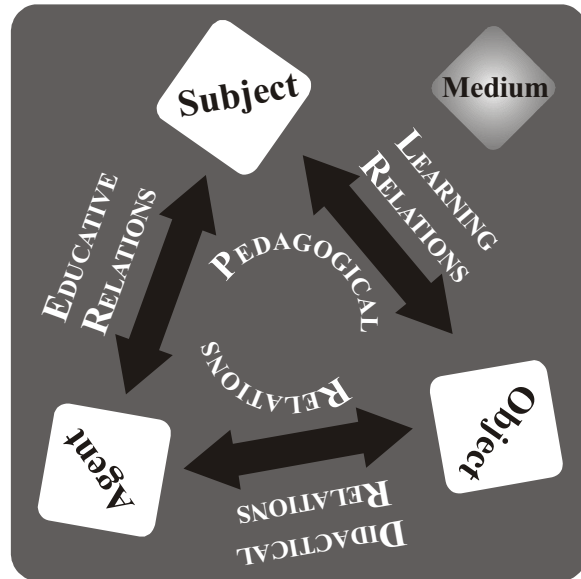 Subject
Medium
LEARNING
RELATIONS
EDUCATIVE
RELATIONS
PEDAGOGICAL
RELATIONS
Agent
Object
DIDACTICAL
RELATIONS